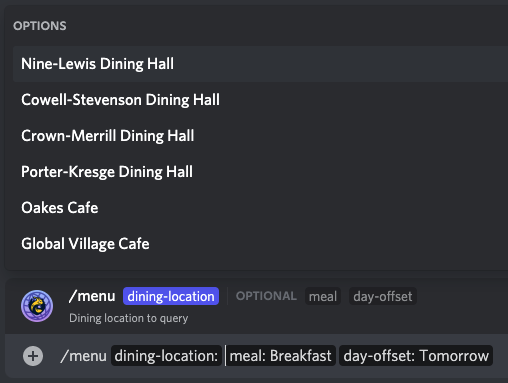 OPTIONS
Nine-Lewis Dining Hall
Cowell-Stevenson Dining Hall
Crown-Merrill Dining Hall
Porter-Kresge Dining Hall
Oakes Cafe
Global Village Cafe
/menu dining-location OPTIONAL meal day-offset
Dining location to query
/menu dining-location: meal: Breakfast day-offset: Tomorrow